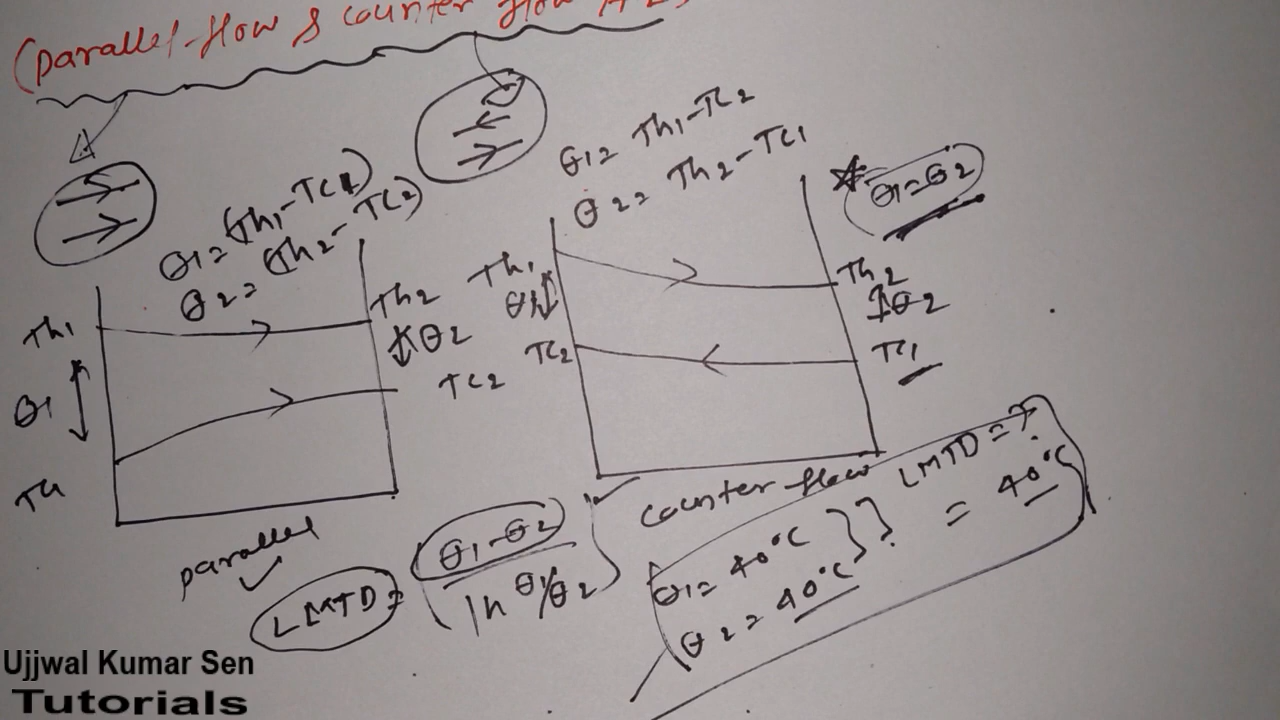 (parallel-flow & counter flow
θ1 = (Th1-TC1)
θ2 = (Th2-TC2)
Th1
θ1
TC1
Th2
θ2
TC2
parallel
θ1 = Th1-TC2
θ2 = Th2-TC1
θ1=θ2
Th1
θ1
TC2
Th2
θ2
TC1
counter-flow
LMTD = θ1-θ2
ln θ1/θ2
θ1 = 40°C
θ2 = 40°C
LMTD = ?
= 40°C
Ujjwal Kumar Sen
Tutorials